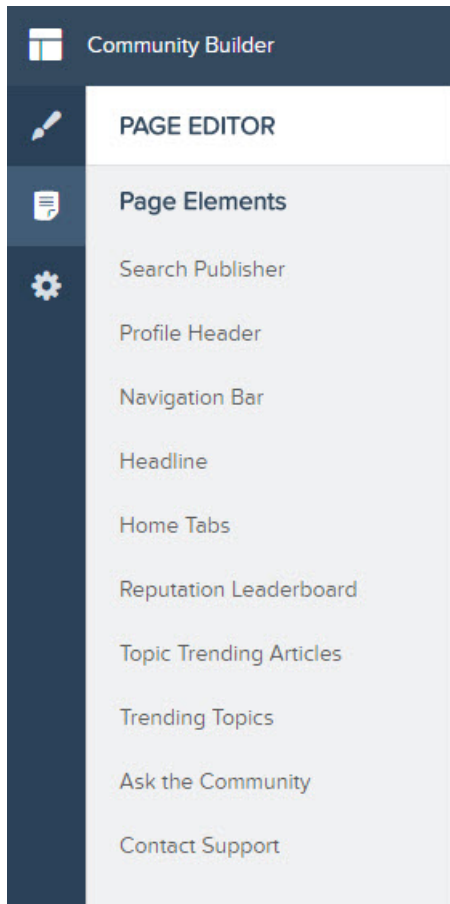 Community Builder
PAGE EDITOR
Page Elements
Search Publisher
Profile Header
Navigation Bar
Headline
Home Tabs
Reputation Leaderboard
Topic Trending Articles
Trending Topics
Ask the Community
Contact Support